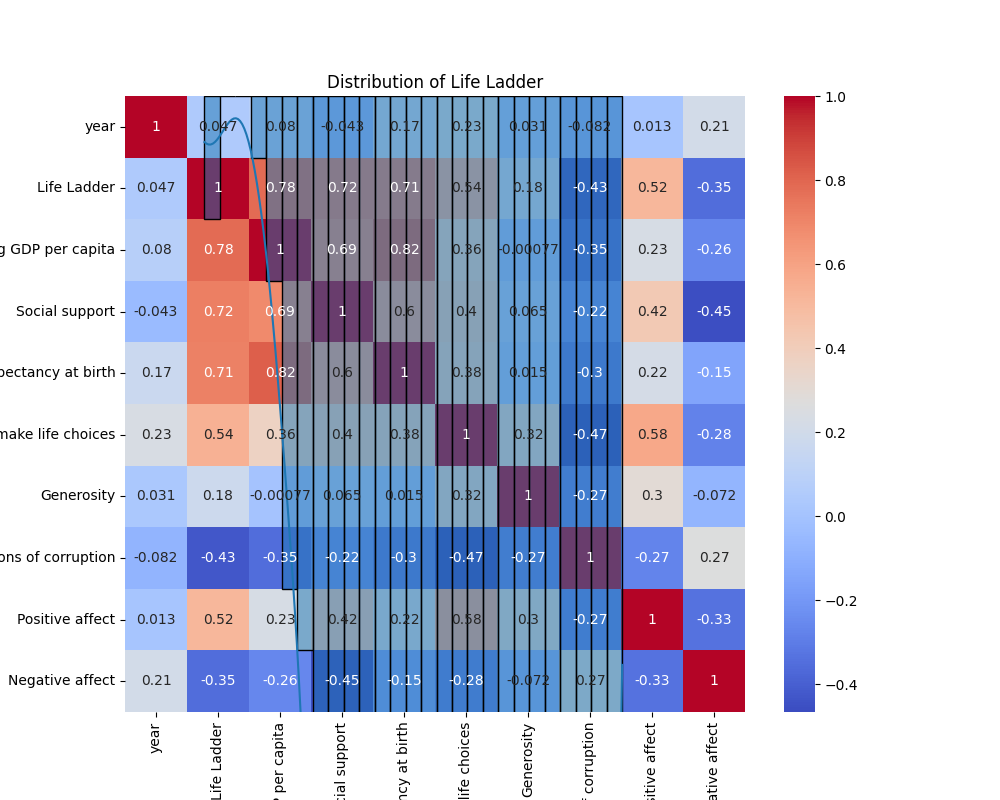 Distribution of Life Ladder
year 1 0.047 0.08 -0.043 0.17 0.23 0.031 -0.082 0.013 0.21
Life Ladder 0.047 1 0.78 0.72 0.71 0.54 0.18 -0.43 0.52 -0.35
g GDP per capita 0.08 0.78 1 0.69 0.82 0.36 -0.00077 -0.35 0.23 -0.26
Social support -0.043 0.72 0.69 1 0.6 0.4 0.065 -0.22 0.42 -0.45
pectancy at birth 0.17 0.71 0.82 0.6 1 0.38 0.015 -0.3 0.22 -0.15
make life choices 0.23 0.54 0.36 0.4 0.38 1 0.32 -0.47 0.58 -0.28
Generosity 0.031 0.18 -0.00077 0.065 0.015 0.32 1 -0.27 0.3 -0.072
ons of corruption -0.082 -0.43 -0.35 -0.22 -0.3 -0.47 -0.27 1 -0.27 0.27
Positive affect 0.013 0.52 0.23 0.42 0.22 0.58 0.3 -0.27 1 -0.33
Negative affect 0.21 -0.35 -0.26 -0.45 -0.15 -0.28 -0.072 0.27 -0.33 1
year
Life Ladder
P per capita
cial support
ncy at birth
life choices
Generosity
f corruption
sitive affect
ative affect
1.0
0.8
0.6
0.4
0.2
0.0
−0.2
−0.4